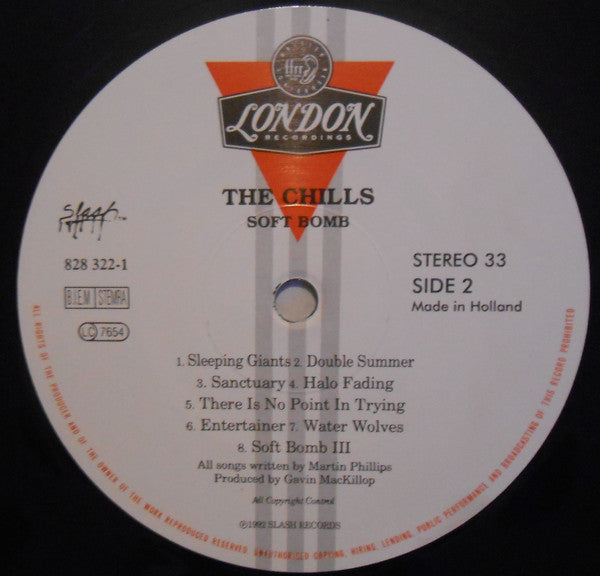 ffrr
LONDON
RECORDINGS
THE CHILLS
SOFT BOMB
Slash
828 322-1
B.I.E.M. STEMRA
LC 7654
STEREO 33
SIDE 2
Made in Holland
1. Sleeping Giants 2. Double Summer
3. Sanctuary 4. Halo Fading
5. There Is No Point In Trying
6. Entertainer 7. Water Wolves
8. Soft Bomb III
All songs written by Martin Phillips
Produced by Gavin MacKillop
All Copyright Control
℗1992 SLASH RECORDS
ALL RIGHTS OF THE PRODUCER AND OF THE OWNER OF THE WORK REPRODUCED RESERVED. UNAUTHORISED COPYING, HIRING, LENDING, PUBLIC PERFORMANCE AND BROADCASTING OF THIS RECORD PROHIBITED